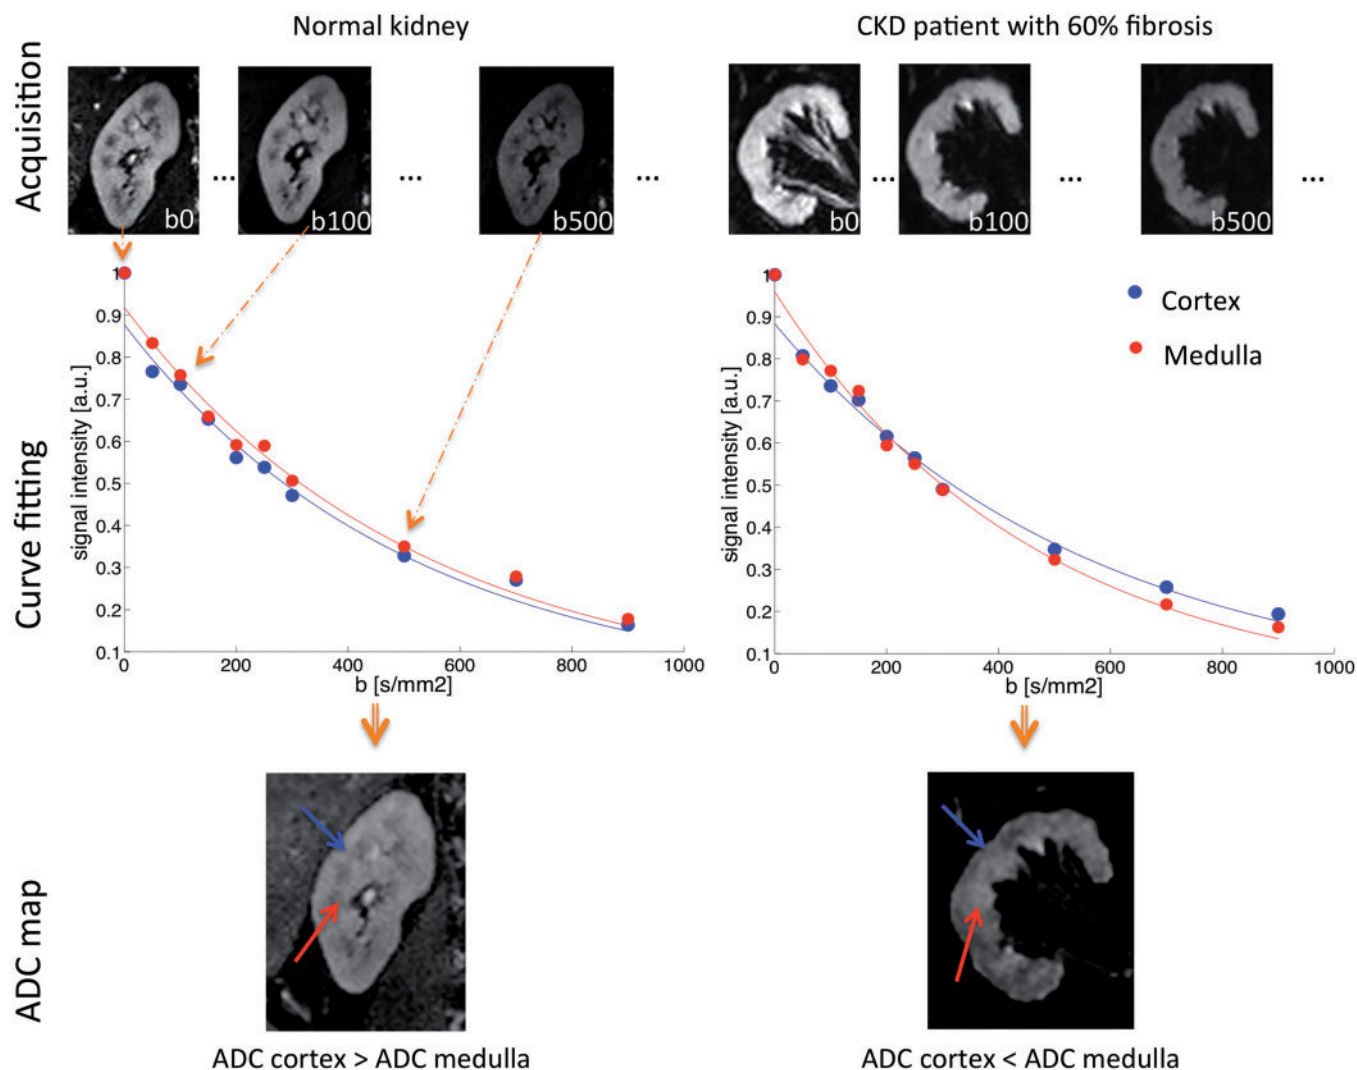 Normal kidney
CKD patient with 60% fibrosis
Acquisition
b0
...
b100
...
b500
...
b0
...
b100
...
b500
...
Curve fitting
signal intensity [a.u.]
1
0.9
0.8
0.7
0.6
0.5
0.4
0.3
0.2
0.1
0 200 400 600 800 1000
b [s/mm2]
signal intensity [a.u.]
1
0.9
0.8
0.7
0.6
0.5
0.4
0.3
0.2
0.1
0 200 400 600 800 1000
b [s/mm2]
Cortex
Medulla
ADC map
ADC cortex > ADC medulla
ADC cortex < ADC medulla